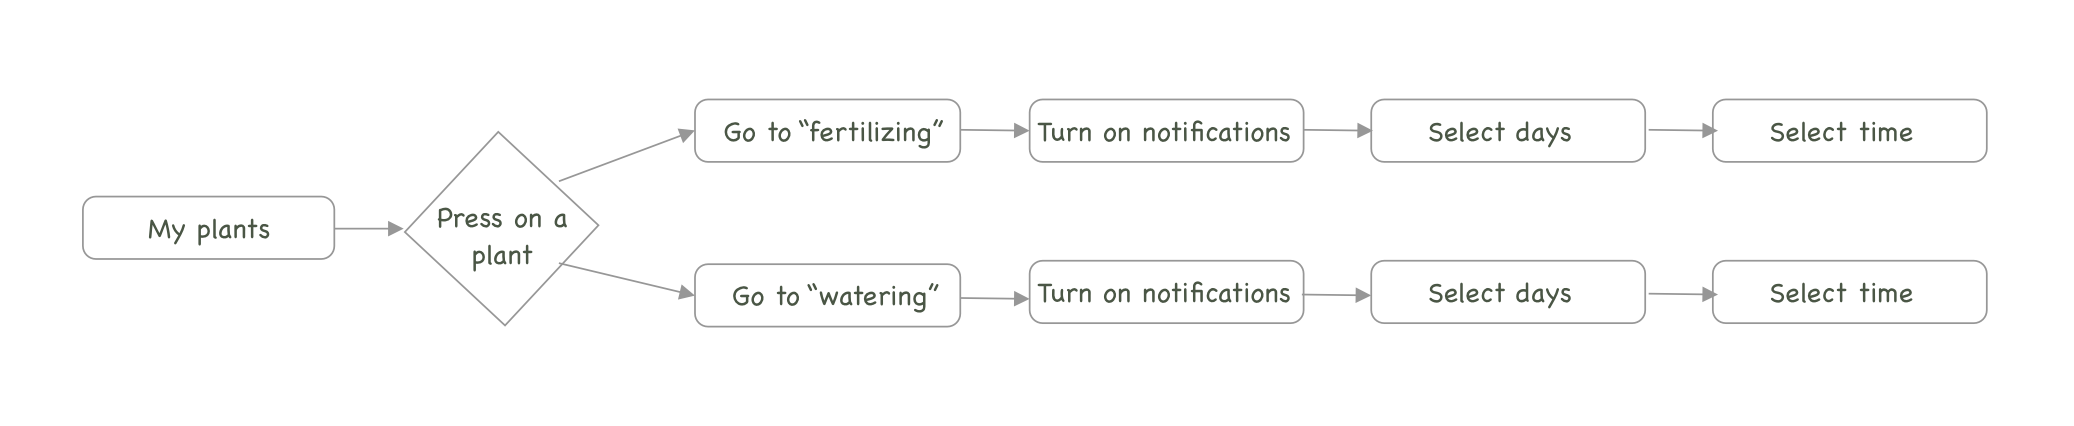 My plants
Press on a
plant
Go to “fertilizing”
Turn on notifications
Select days
Select time
Go to “watering”
Turn on notifications
Select days
Select time